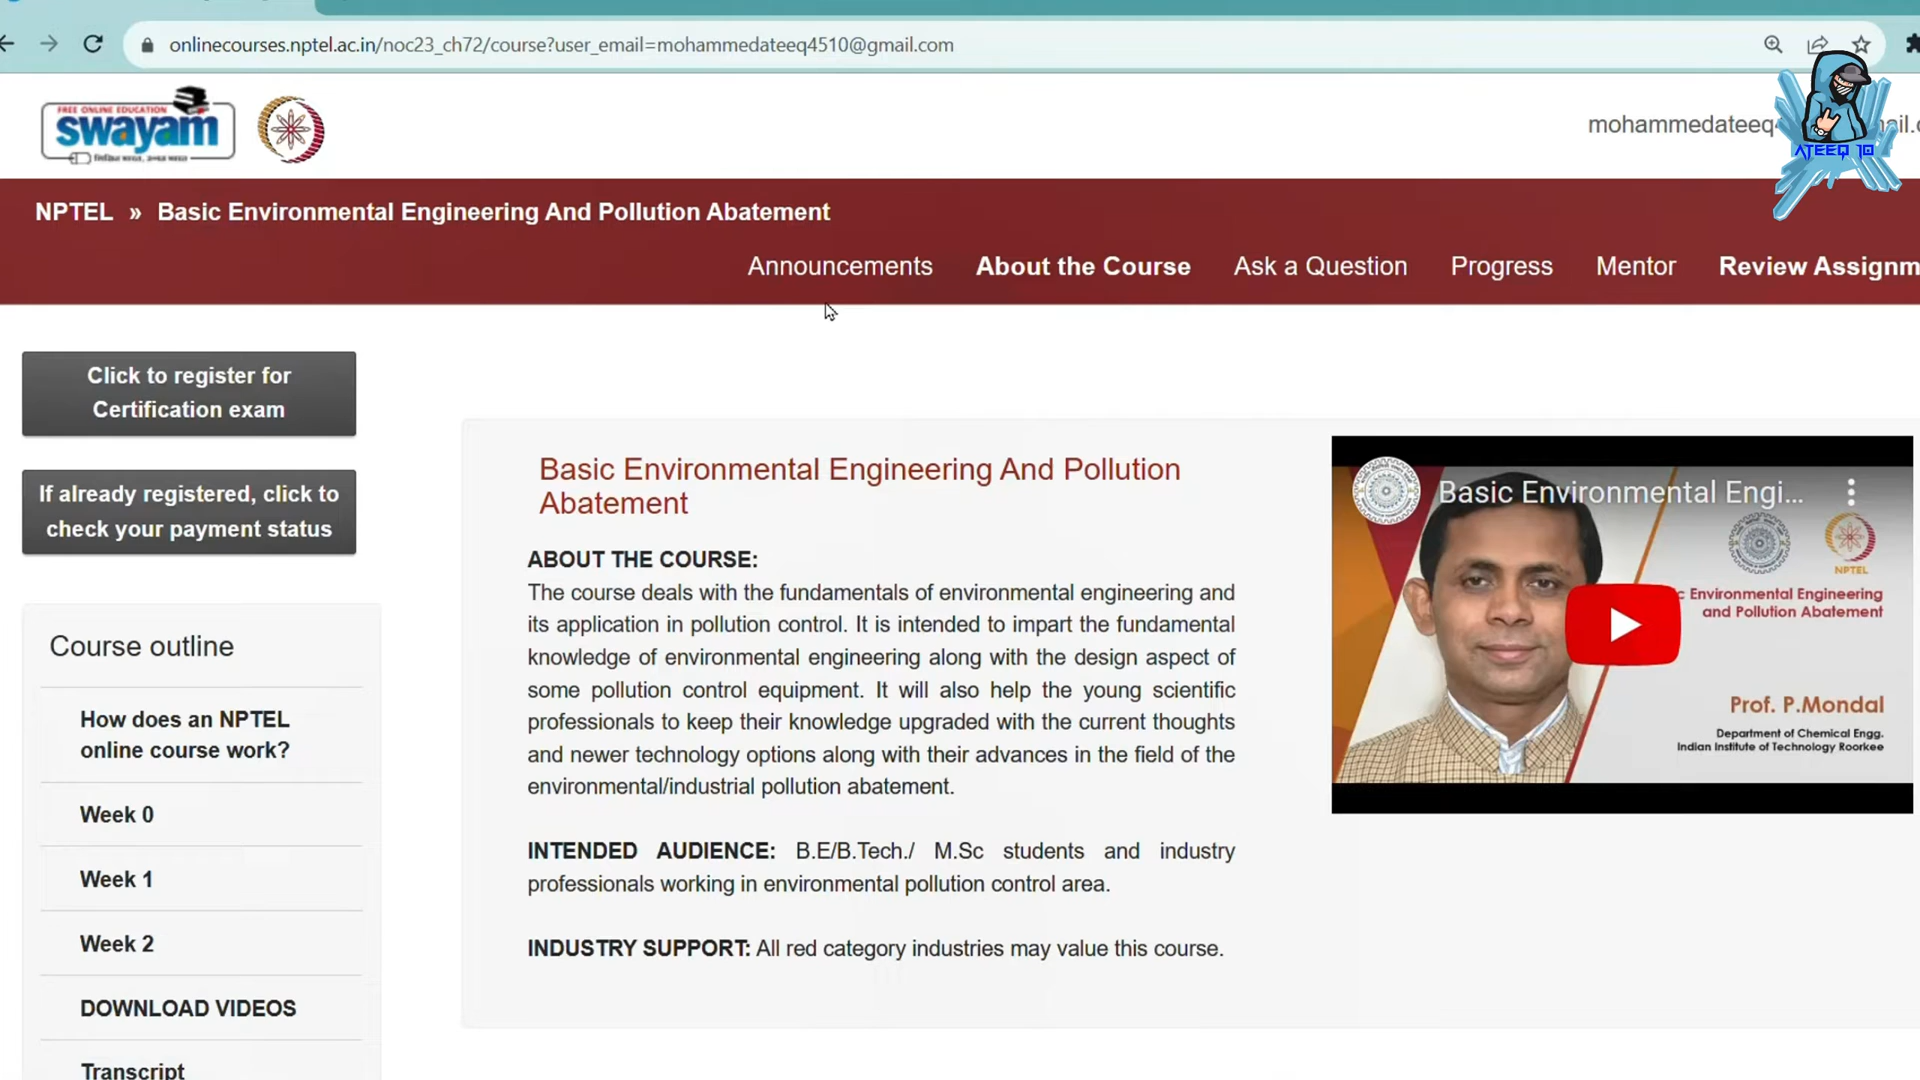 onlinecourses.nptel.ac.in/noc23_ch72/course?user_email=mohammedateeq4510@gmail.com
FREE ONLINE EDUCATION
swayam
mohammedateeq
ATEEQ 10
NPTEL » Basic Environmental Engineering And Pollution Abatement
Announcements About the Course Ask a Question Progress Mentor Review Assignm
Click to register for
Certification exam
If already registered, click to
check your payment status
Course outline
How does an NPTEL
online course work?
Week 0
Week 1
Week 2
DOWNLOAD VIDEOS
Transcript
Basic Environmental Engineering And Pollution
Abatement
ABOUT THE COURSE:
The course deals with the fundamentals of environmental engineering and
its application in pollution control. It is intended to impart the fundamental
knowledge of environmental engineering along with the design aspect of
some pollution control equipment. It will also help the young scientific
professionals to keep their knowledge upgraded with the current thoughts
and newer technology options along with their advances in the field of the
environmental/industrial pollution abatement.
INTENDED AUDIENCE: B.E/B.Tech./ M.Sc students and industry
professionals working in environmental pollution control area.
INDUSTRY SUPPORT: All red category industries may value this course.
Basic Environmental Engi...
NPTEL
c Environmental Engineering
and Pollution Abatement
Prof. P.Mondal
Department of Chemical Engg.
Indian Institute of Technology Roorkee